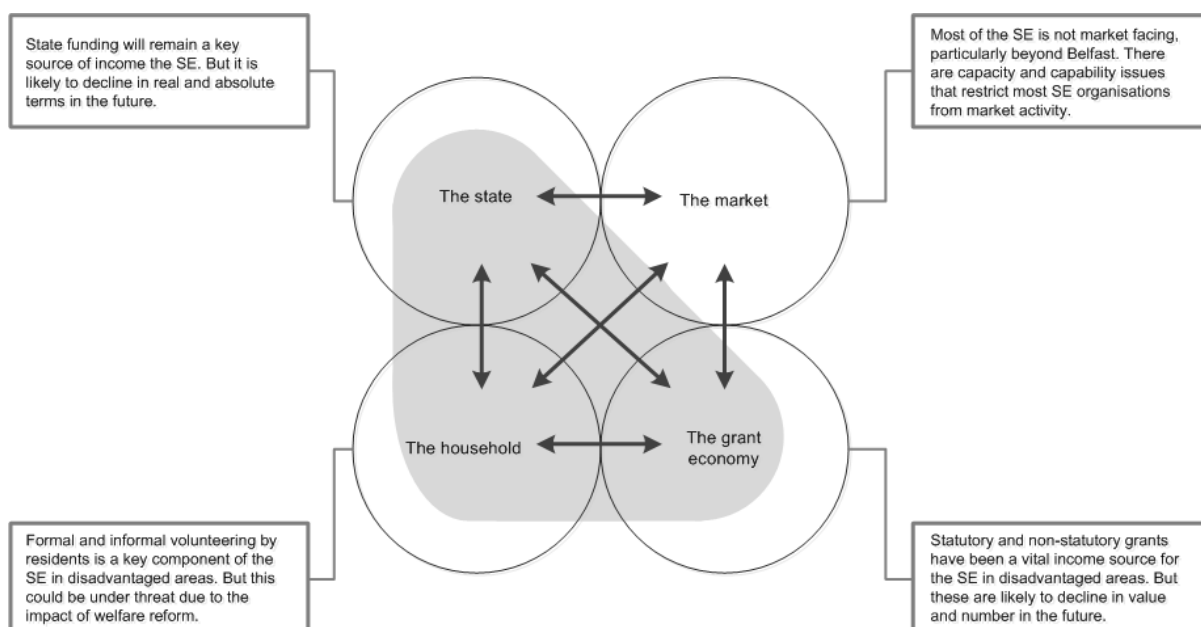 State funding will remain a key
source of income the SE. But it is
likely to decline in real and absolute
terms in the future.
Most of the SE is not market facing,
particularly beyond Belfast. There
are capacity and capability issues
that restrict most SE organisations
from market activity.
The state
The market
The household
The grant
economy
Formal and informal volunteering by
residents is a key component of the
SE in disadvantaged areas. But this
could be under threat due to the
impact of welfare reform.
Statutory and non-statutory grants
have been a vital income source for
the SE in disadvantaged areas. But
these are likely to decline in value
and number in the future.